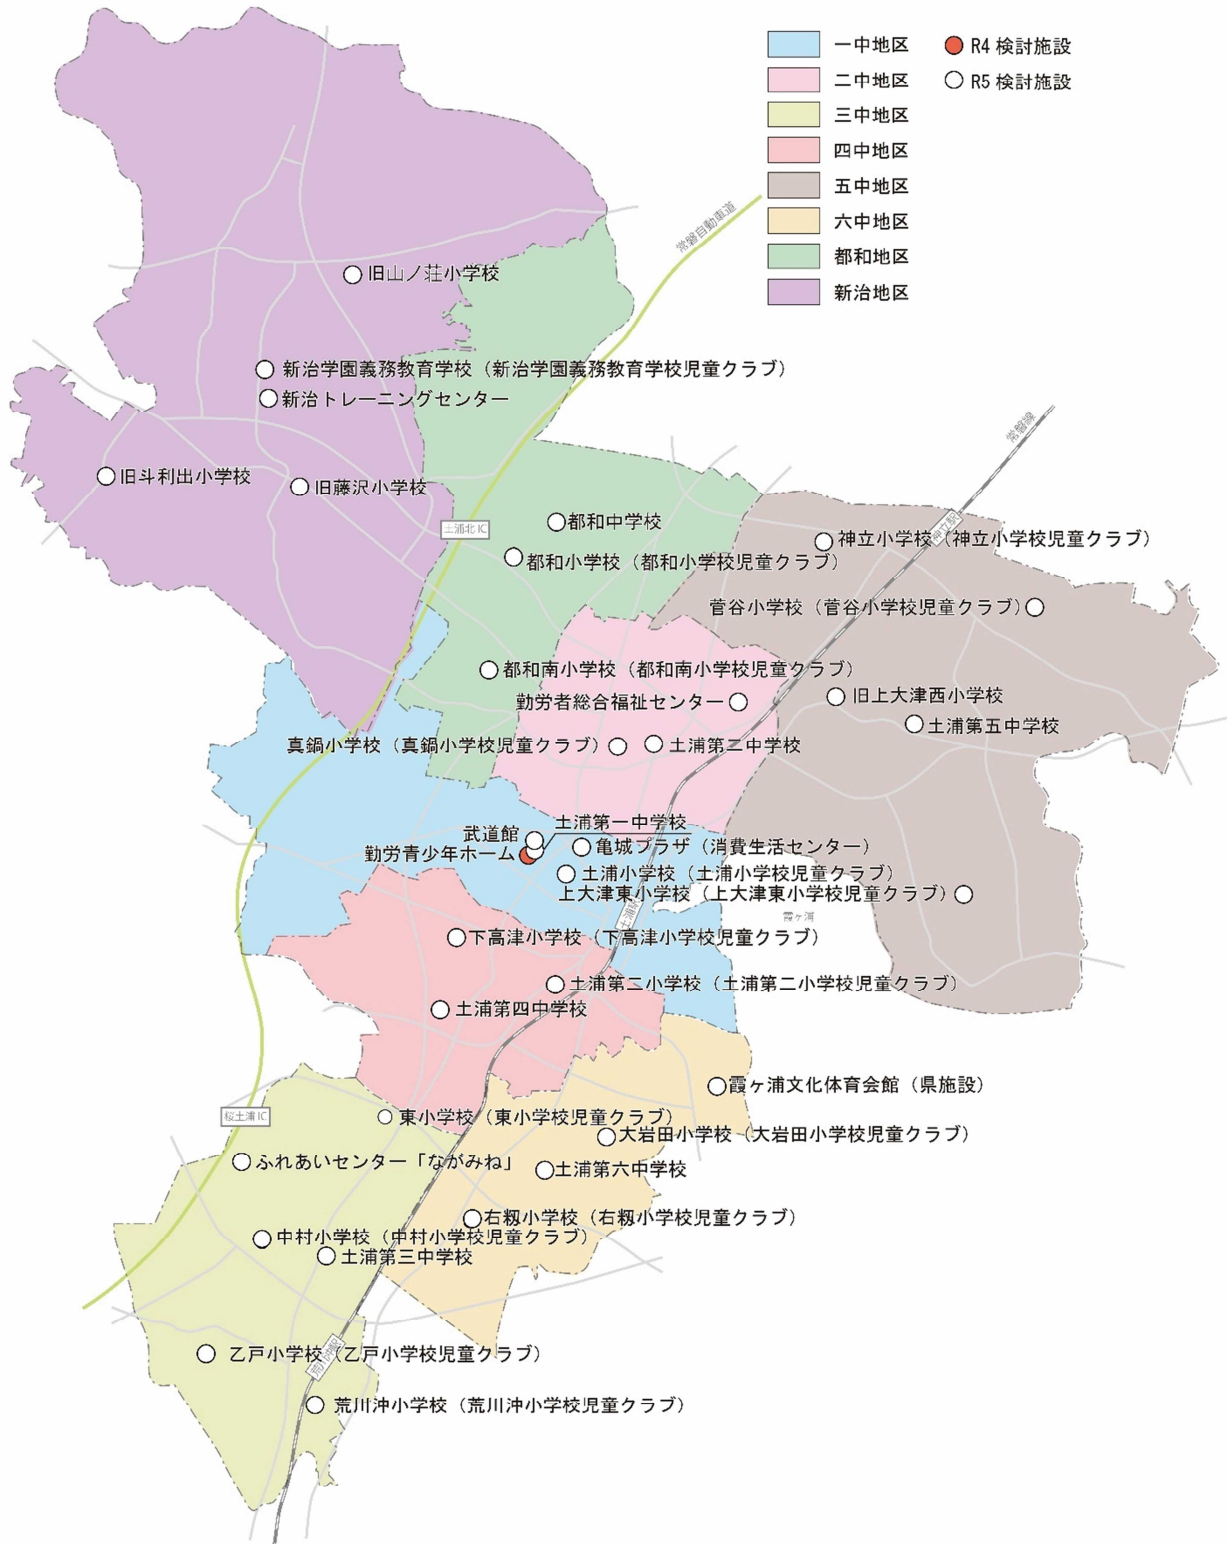 一中地区
R4 検討施設
二中地区
R5 検討施設
三中地区
四中地区
五中地区
六中地区
都和地区
新治地区
常磐自動車道
旧山ノ荘小学校
新治学園義務教育学校（新治学園義務教育学校児童クラブ）
新治トレーニングセンター
常磐線
旧斗利出小学校
旧藤沢小学校
土浦北IC
都和中学校
神立駅
神立小学校（神立小学校児童クラブ）
都和小学校（都和小学校児童クラブ）
菅谷小学校（菅谷小学校児童クラブ）
都和南小学校（都和南小学校児童クラブ）
勤労者総合福祉センター
旧上大津西小学校
土浦第五中学校
真鍋小学校（真鍋小学校児童クラブ）
土浦第二中学校
土浦第一中学校
武道館
亀城プラザ（消費生活センター）
勤労青少年ホーム
土浦小学校（土浦小学校児童クラブ）
上大津東小学校（上大津東小学校児童クラブ）
土浦駅
霞ヶ浦
下高津小学校（下高津小学校児童クラブ）
土浦第二小学校（土浦第二小学校児童クラブ）
土浦第四中学校
霞ヶ浦文化体育会館（県施設）
桜土浦IC
東小学校（東小学校児童クラブ）
大岩田小学校（大岩田小学校児童クラブ）
ふれあいセンター「ながみね」
土浦第六中学校
右籾小学校（右籾小学校児童クラブ）
中村小学校（中村小学校児童クラブ）
土浦第三中学校
荒川沖駅
乙戸小学校（乙戸小学校児童クラブ）
荒川沖小学校（荒川沖小学校児童クラブ）